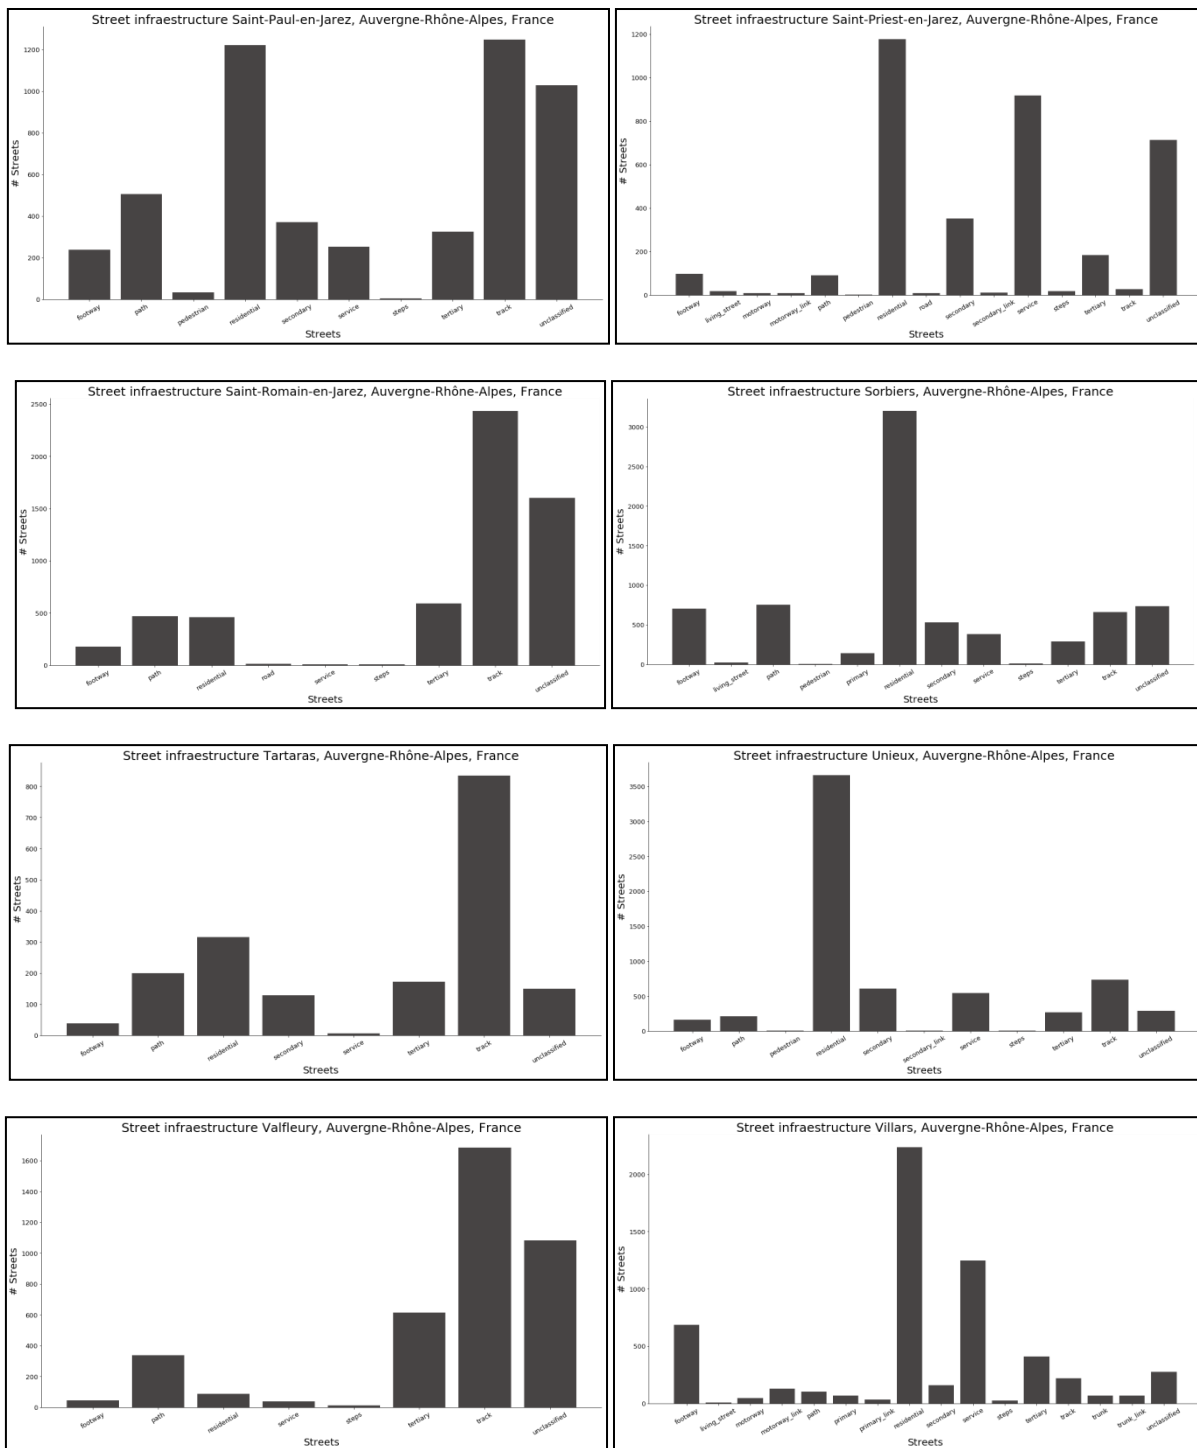 Street infraestructure Saint-Paul-en-Jarez, Auvergne-Rhône-Alpes, France
# Streets
1200
1000
800
600
400
200
0
footway path pedestrian residential secondary service steps tertiary track unclassified
Streets
Street infraestructure Saint-Priest-en-Jarez, Auvergne-Rhône-Alpes, France
# Streets
1200
1000
800
600
400
200
0
footway living_street motorway motorway_link path pedestrian residential road secondary secondary_link service steps tertiary track unclassified
Streets
Street infraestructure Saint-Romain-en-Jarez, Auvergne-Rhône-Alpes, France
# Streets
2500
2000
1500
1000
500
0
footway path residential road service steps tertiary track unclassified
Streets
Street infraestructure Sorbiers, Auvergne-Rhône-Alpes, France
# Streets
3000
2500
2000
1500
1000
500
0
footway living_street path pedestrian primary residential secondary service steps tertiary track unclassified
Streets
Street infraestructure Tartaras, Auvergne-Rhône-Alpes, France
# Streets
800
700
600
500
400
300
200
100
0
footway path residential secondary service tertiary track unclassified
Streets
Street infraestructure Unieux, Auvergne-Rhône-Alpes, France
# Streets
3500
3000
2500
2000
1500
1000
500
0
footway path pedestrian residential secondary secondary_link service steps tertiary track unclassified
Streets
Street infraestructure Valfleury, Auvergne-Rhône-Alpes, France
# Streets
1600
1400
1200
1000
800
600
400
200
0
footway path residential service steps tertiary track unclassified
Streets
Street infraestructure Villars, Auvergne-Rhône-Alpes, France
# Streets
2000
1500
1000
500
0
footway living_street motorway motorway_link path primary primary_link residential secondary service steps tertiary track trunk trunk_link unclassified
Streets